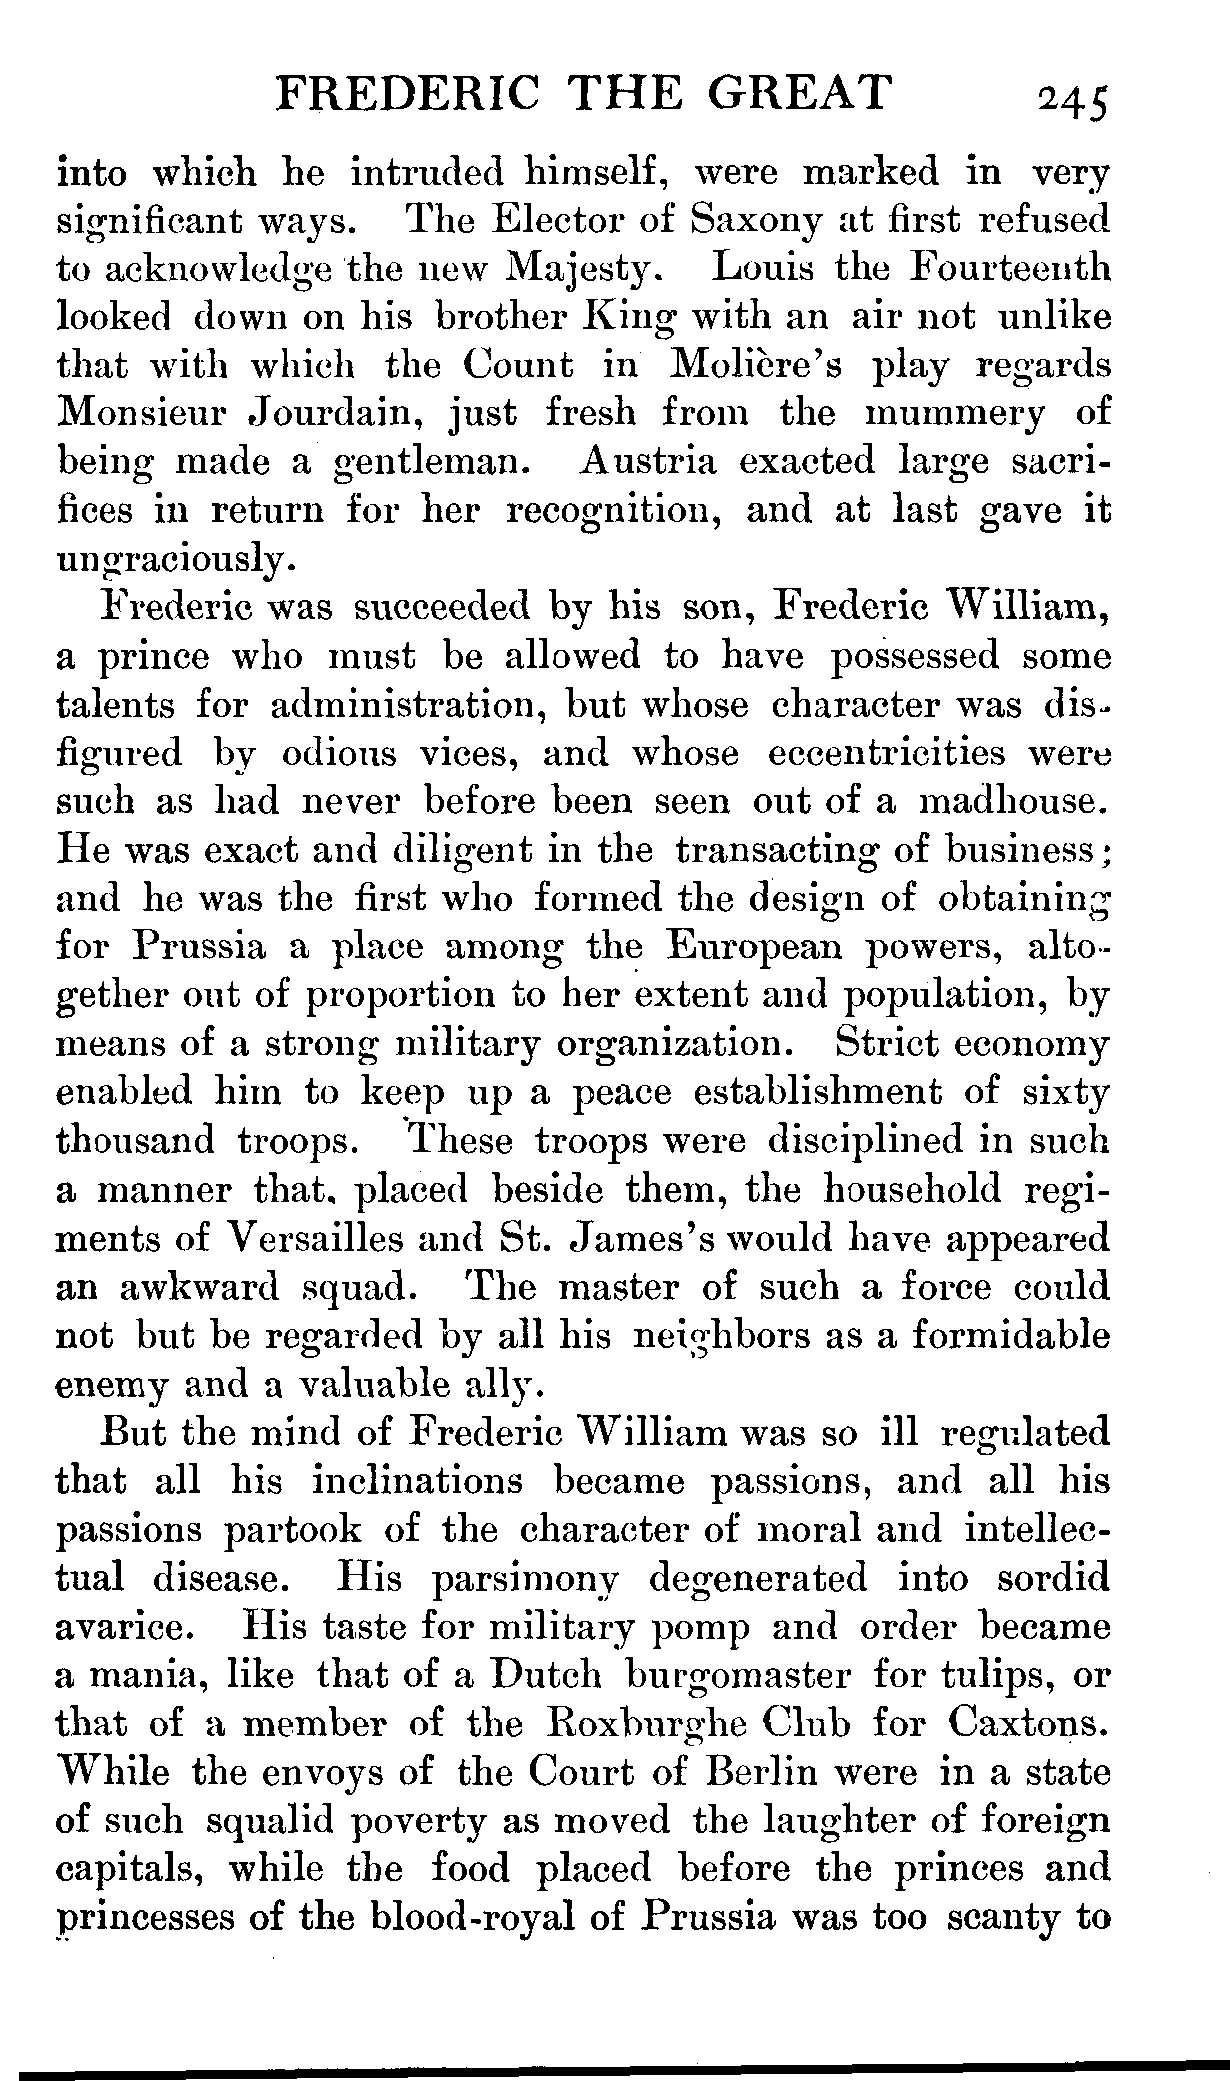 FREDERIC THE GREAT 245
into which he intruded himself, were marked in very
significant ways. The Elector of Saxony at first refused
to acknowledge the new Majesty. Louis the Fourteenth
looked down on his brother King with an air not unlike
that with which the Count in Molière's play regards
Monsieur Jourdain, just fresh from the mummery of
being made a gentleman. Austria exacted large sacri-
fices in return for her recognition, and at last gave it
ungraciously.
Frederic was succeeded by his son, Frederic William,
a prince who must be allowed to have possessed some
talents for administration, but whose character was dis-
figured by odious vices, and whose eccentricities were
such as had never before been seen out of a madhouse.
He was exact and diligent in the transacting of business;
and he was the first who formed the design of obtaining
for Prussia a place among the European powers, alto-
gether out of proportion to her extent and population, by
means of a strong military organization. Strict economy
enabled him to keep up a peace establishment of sixty
thousand troops. These troops were disciplined in such
a manner that, placed beside them, the household regi-
ments of Versailles and St. James's would have appeared
an awkward squad. The master of such a force could
not but be regarded by all his neighbors as a formidable
enemy and a valuable ally.
But the mind of Frederic William was so ill regulated
that all his inclinations became passions, and all his
passions partook of the character of moral and intellec-
tual disease. His parsimony degenerated into sordid
avarice. His taste for military pomp and order became
a mania, like that of a Dutch burgomaster for tulips, or
that of a member of the Roxburghe Club for Caxtons.
While the envoys of the Court of Berlin were in a state
of such squalid poverty as moved the laughter of foreign
capitals, while the food placed before the princes and
princesses of the blood-royal of Prussia was too scanty to